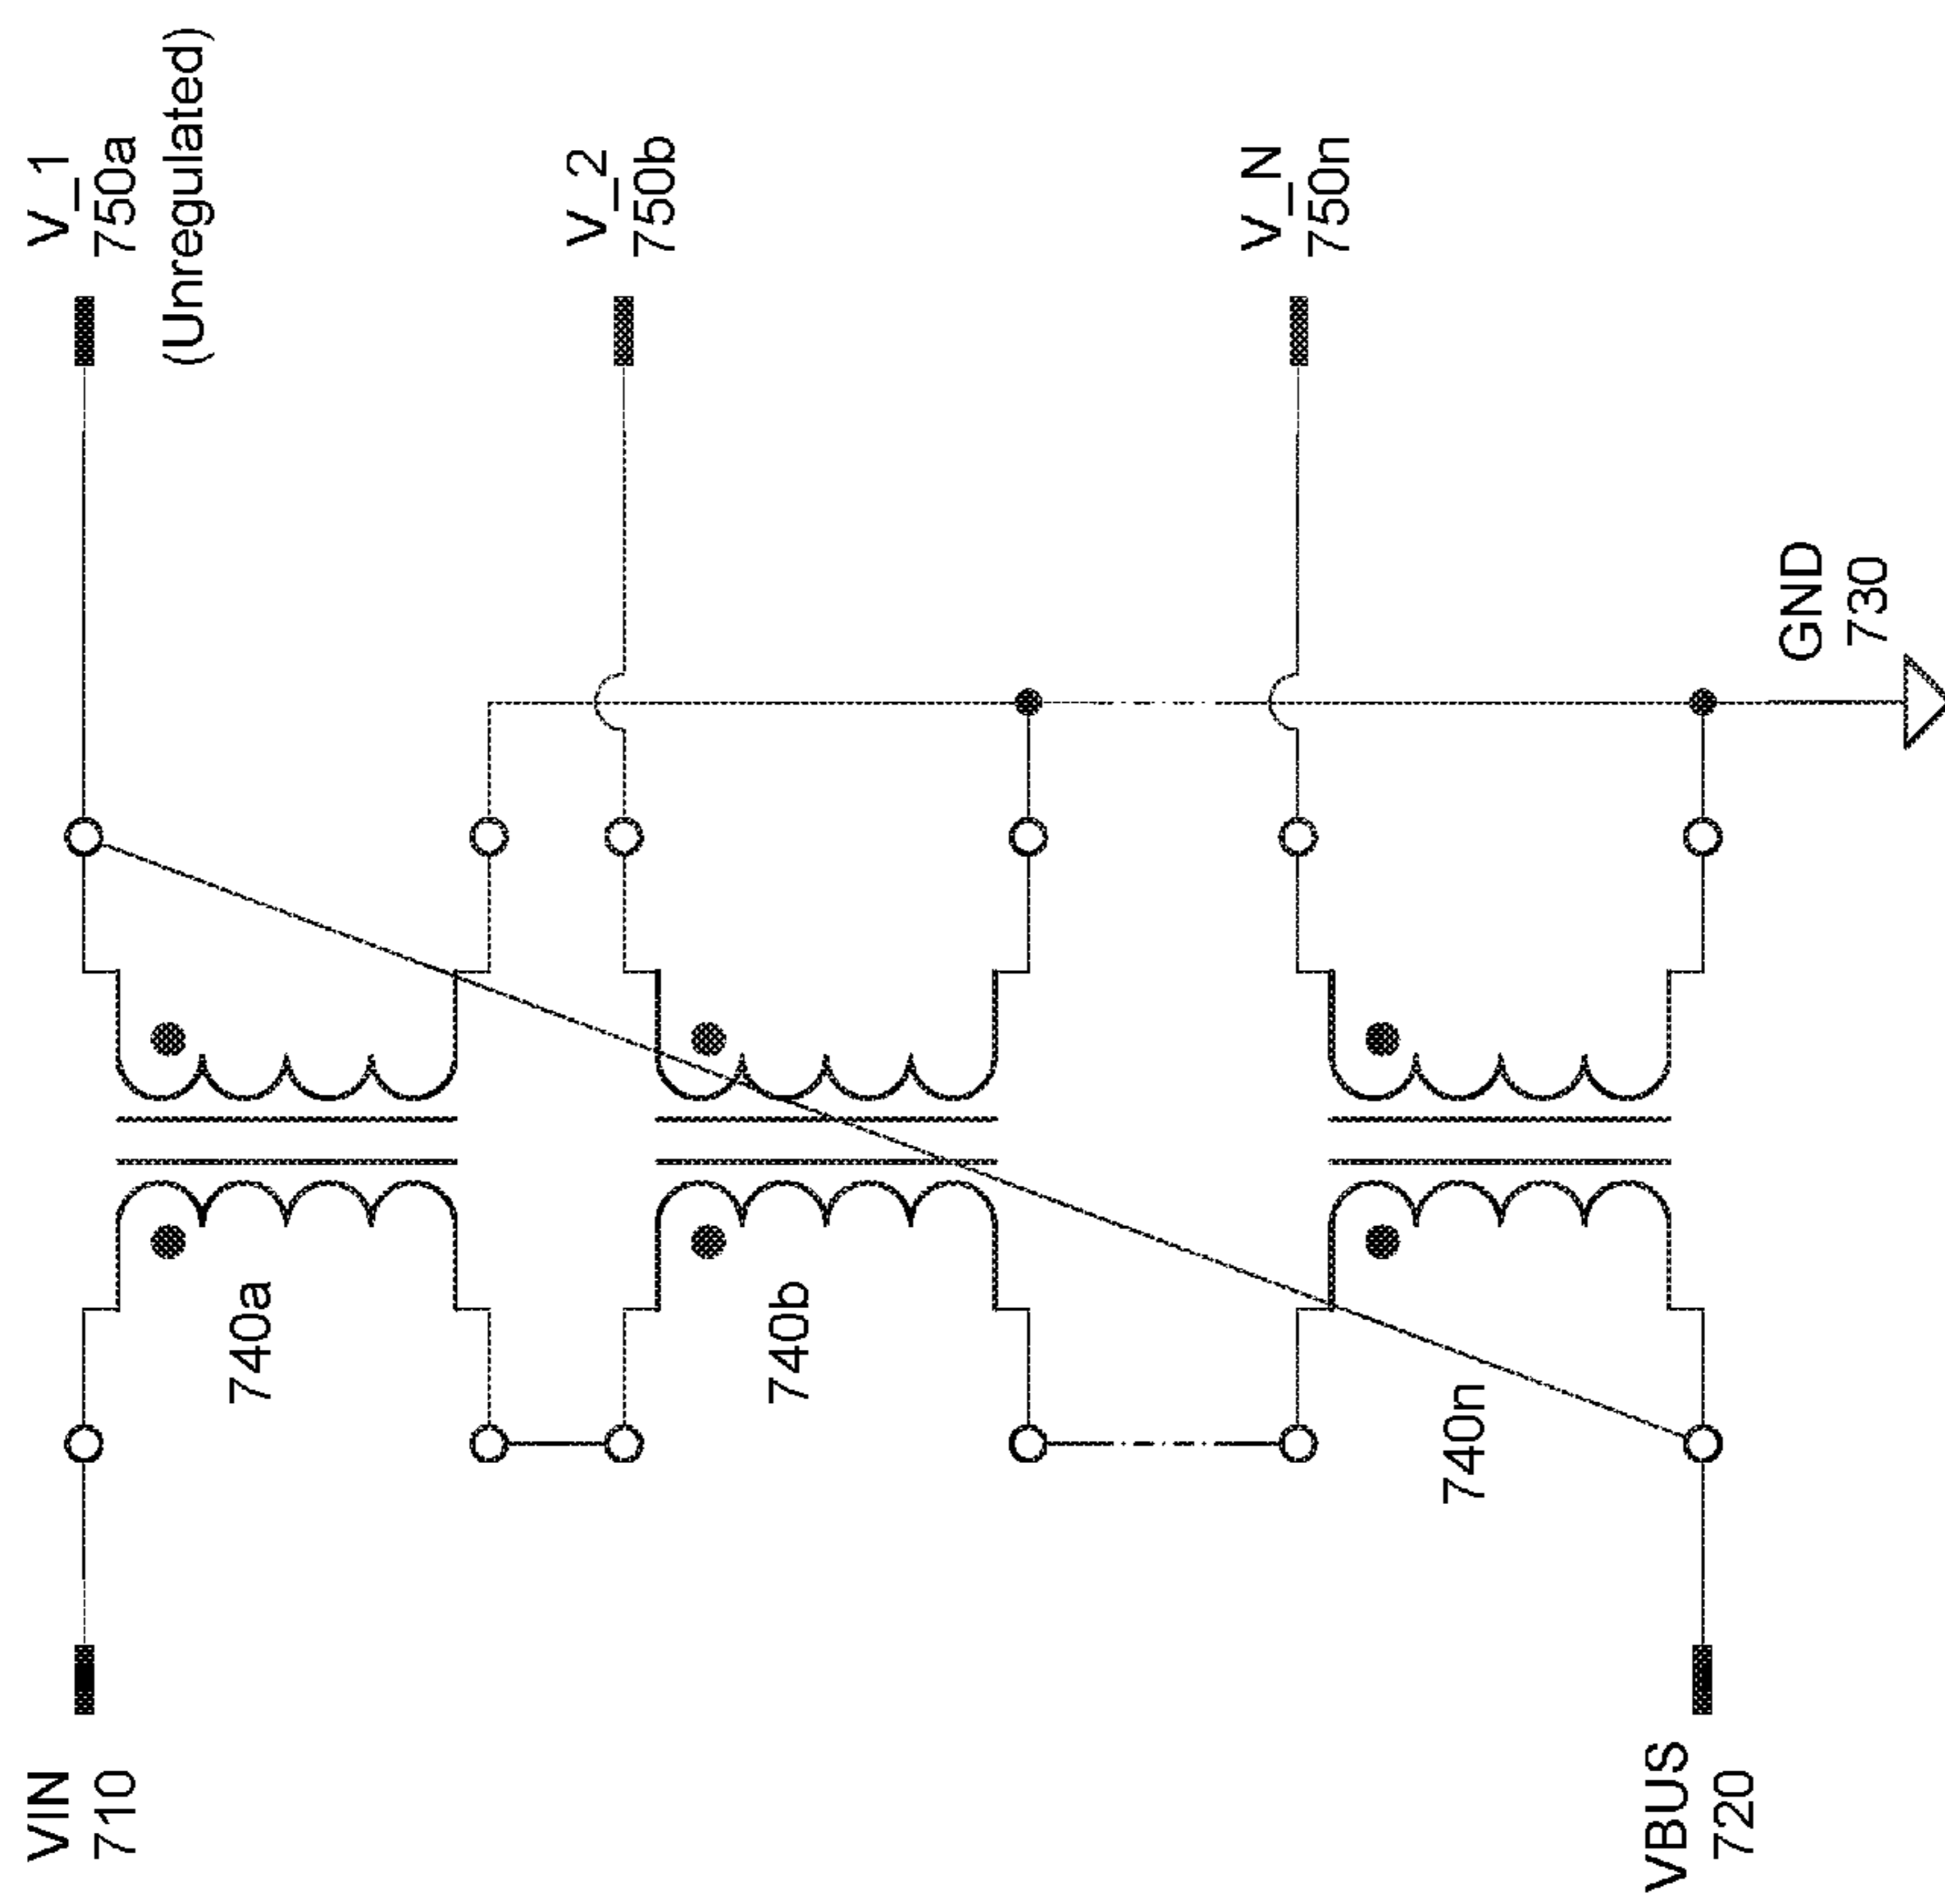 V_1
750a
(Unregulated)
V_2
750b
V_N
750n
GND
730
740a
740b
740n
VIN
710
VBUS
720